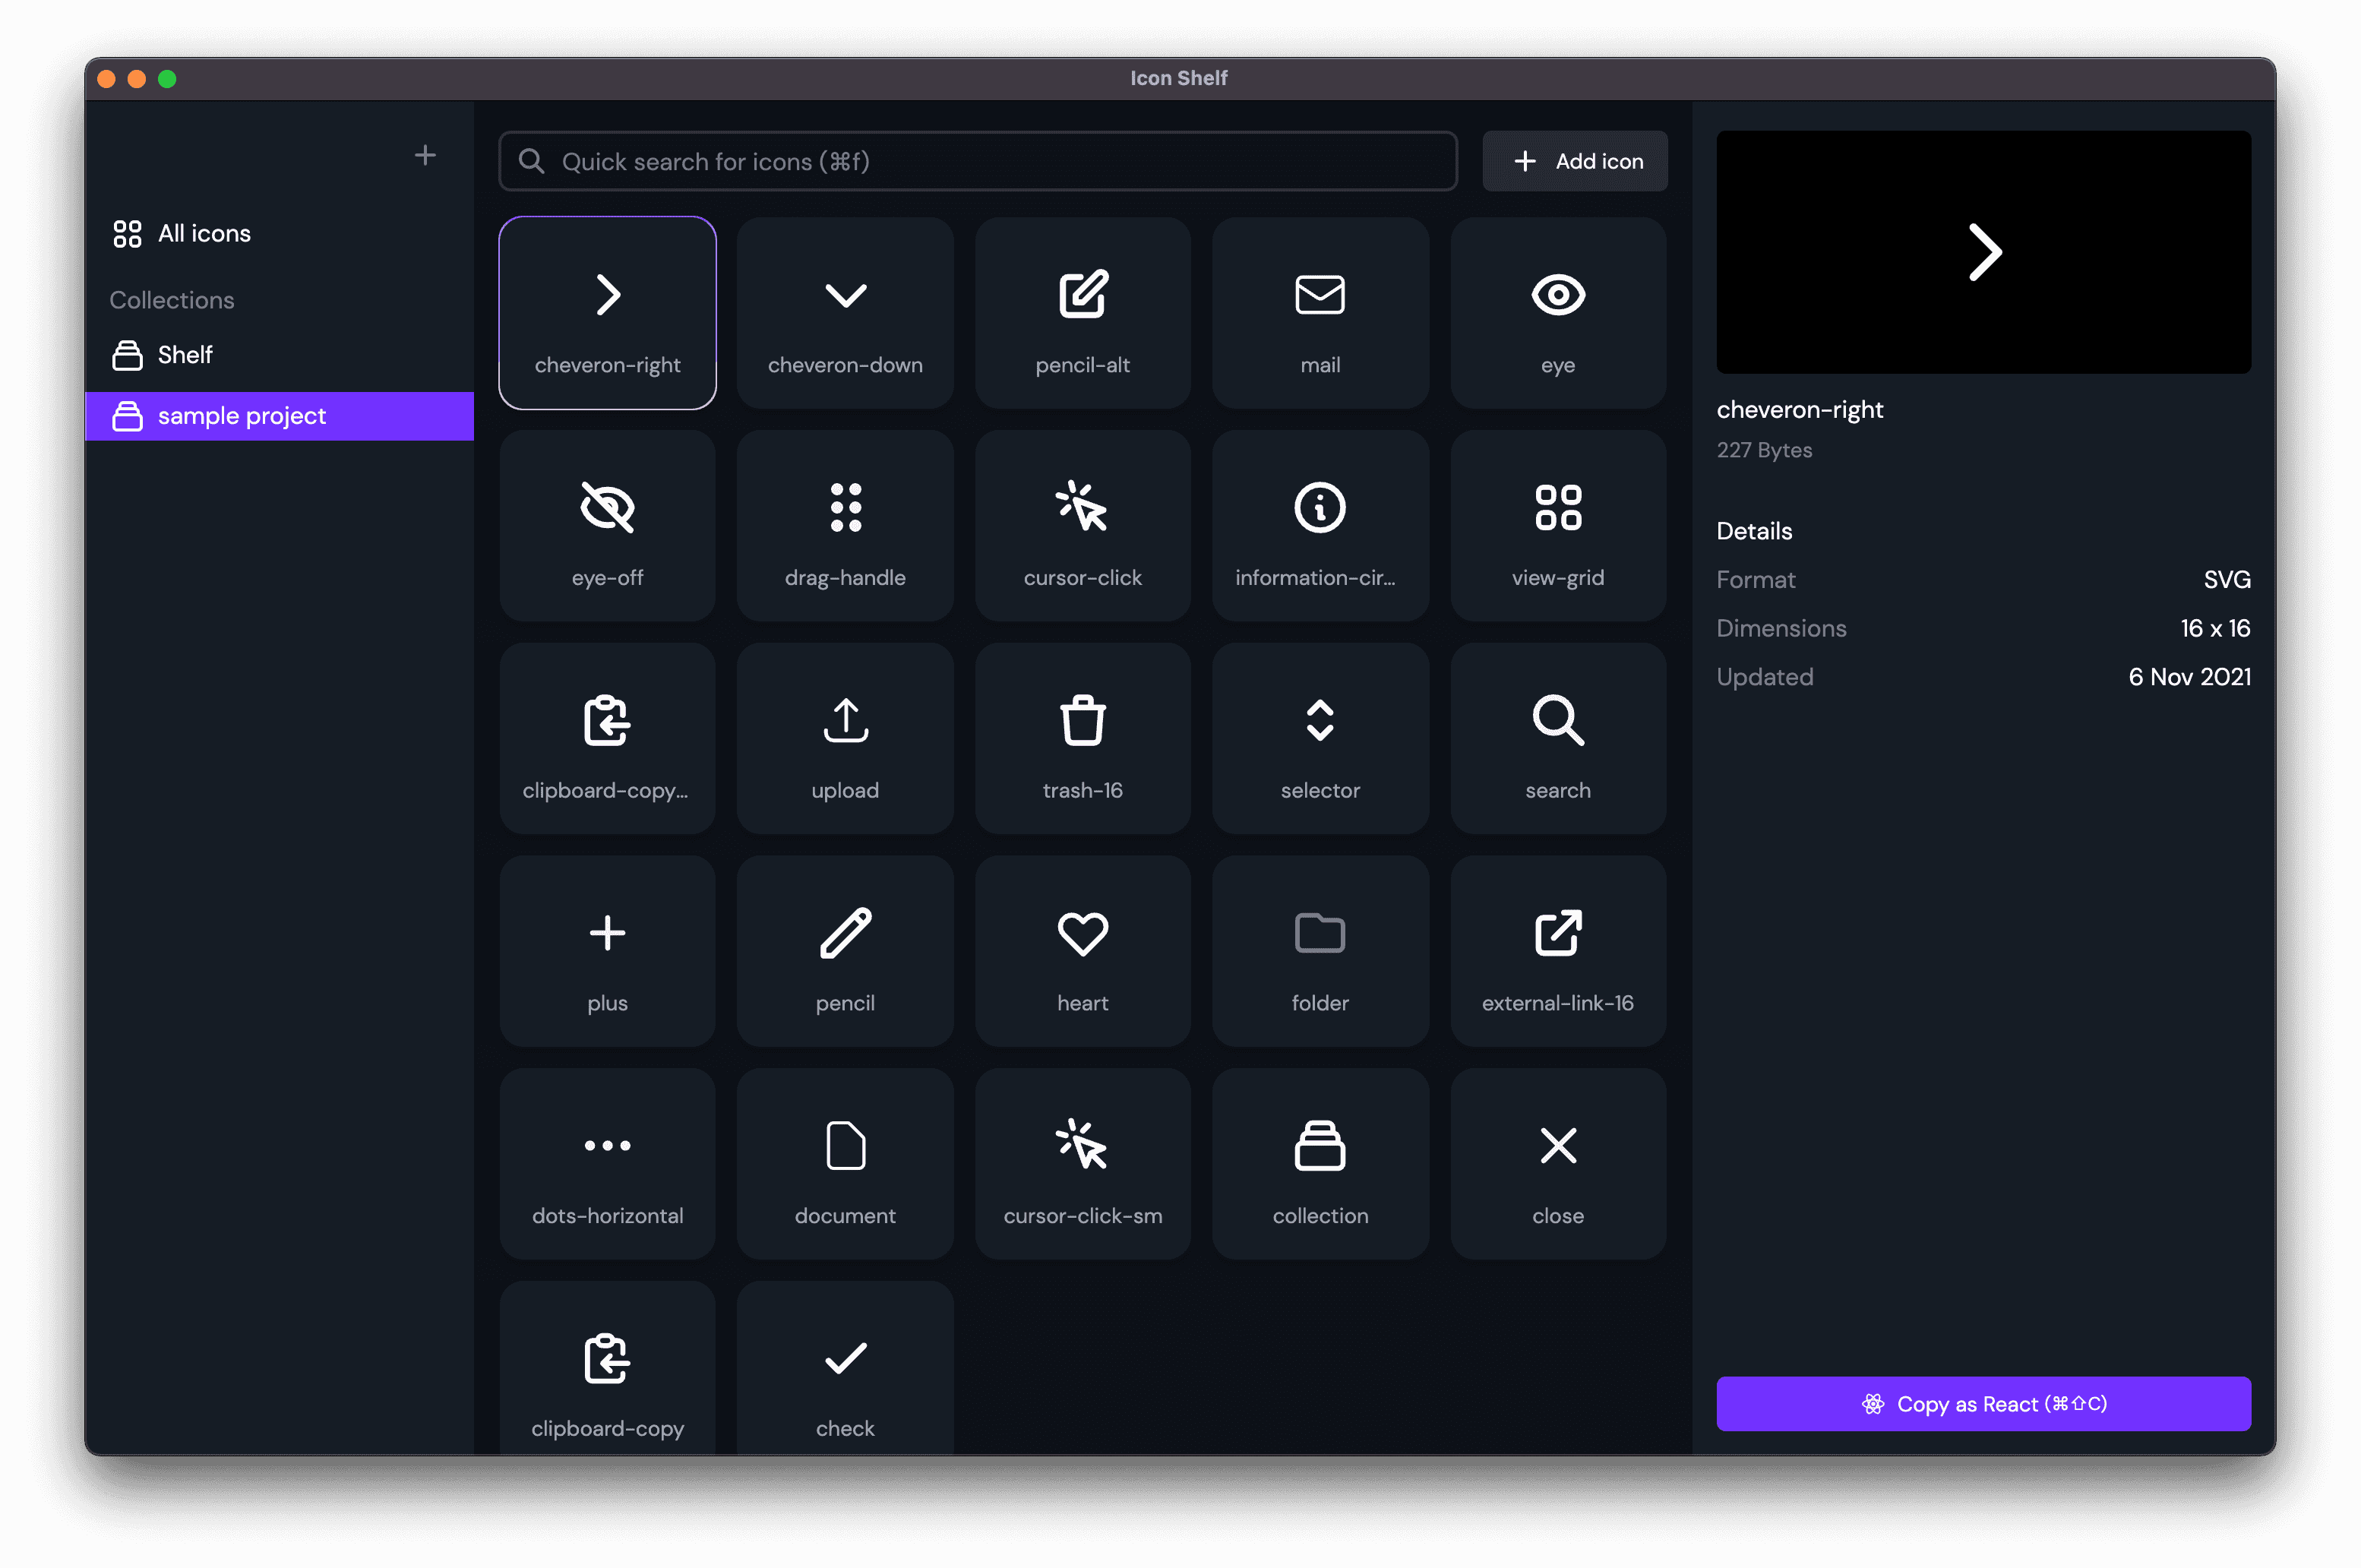 Icon Shelf
All icons
Collections
Shelf
sample project
Quick search for icons (⌘f)
Add icon
cheveron-right
cheveron-down
pencil-alt
mail
eye
eye-off
drag-handle
cursor-click
information-cir...
view-grid
clipboard-copy...
upload
trash-16
selector
search
plus
pencil
heart
folder
external-link-16
dots-horizontal
document
cursor-click-sm
collection
close
clipboard-copy
check
cheveron-right
227 Bytes
Details
Format SVG
Dimensions 16 x 16
Updated 6 Nov 2021
Copy as React (⌘⇧C)